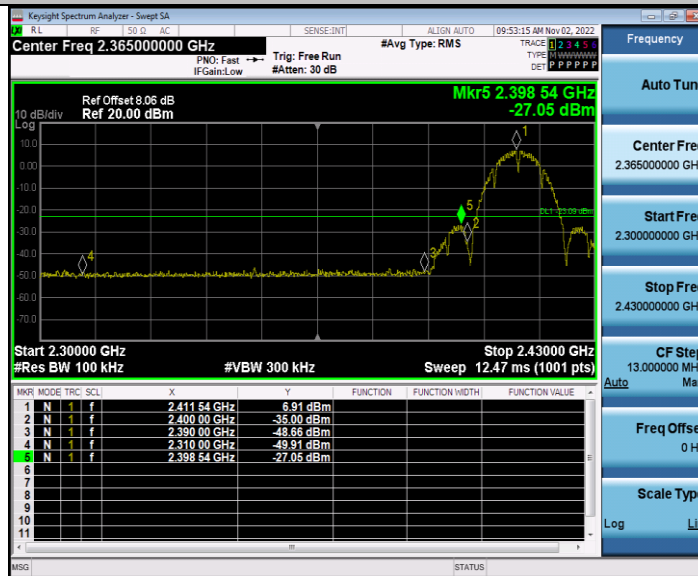 Keysight Spectrum Analyzer - Swept SA
RL RF 50 Ω AC SENSE:INT ALIGN AUTO 09:53:15 AM Nov 02, 2022
Center Freq 2.365000000 GHz
#Avg Type: RMS
TRACE 1 2 3 4 5 6
PNO: Fast Trig: Free Run
TYPE M WWWWW
IFGain:Low #Atten: 30 dB
DET P P P P P P
Ref Offset 8.06 dB
Mkr5 2.398 54 GHz
10 dB/div Ref 20.00 dBm
-27.05 dBm
Log
10.0
0.00
-10.0
-20.0
-30.0
-40.0
-50.0
-60.0
-70.0
1
5
2
3
4
DL1 -23.09 dBm
Start 2.30000 GHz Stop 2.43000 GHz
#Res BW 100 kHz #VBW 300 kHz Sweep 12.47 ms (1001 pts)
MKR MODE TRC SCL X Y FUNCTION FUNCTION WIDTH FUNCTION VALUE
1 N 1 f 2.411 54 GHz 6.91 dBm
2 N 1 f 2.400 00 GHz -35.00 dBm
3 N 1 f 2.390 00 GHz -48.66 dBm
4 N 1 f 2.310 00 GHz -49.91 dBm
5 N 1 f 2.398 54 GHz -27.05 dBm
6
7
8
9
10
11
MSG STATUS
Frequency
Auto Tun
Center Fre
2.365000000 GH
Start Fre
2.300000000 GH
Stop Fre
2.430000000 GH
CF Ste
13.000000 MH
Auto Ma
Freq Offse
0 H
Scale Typ
Log Li